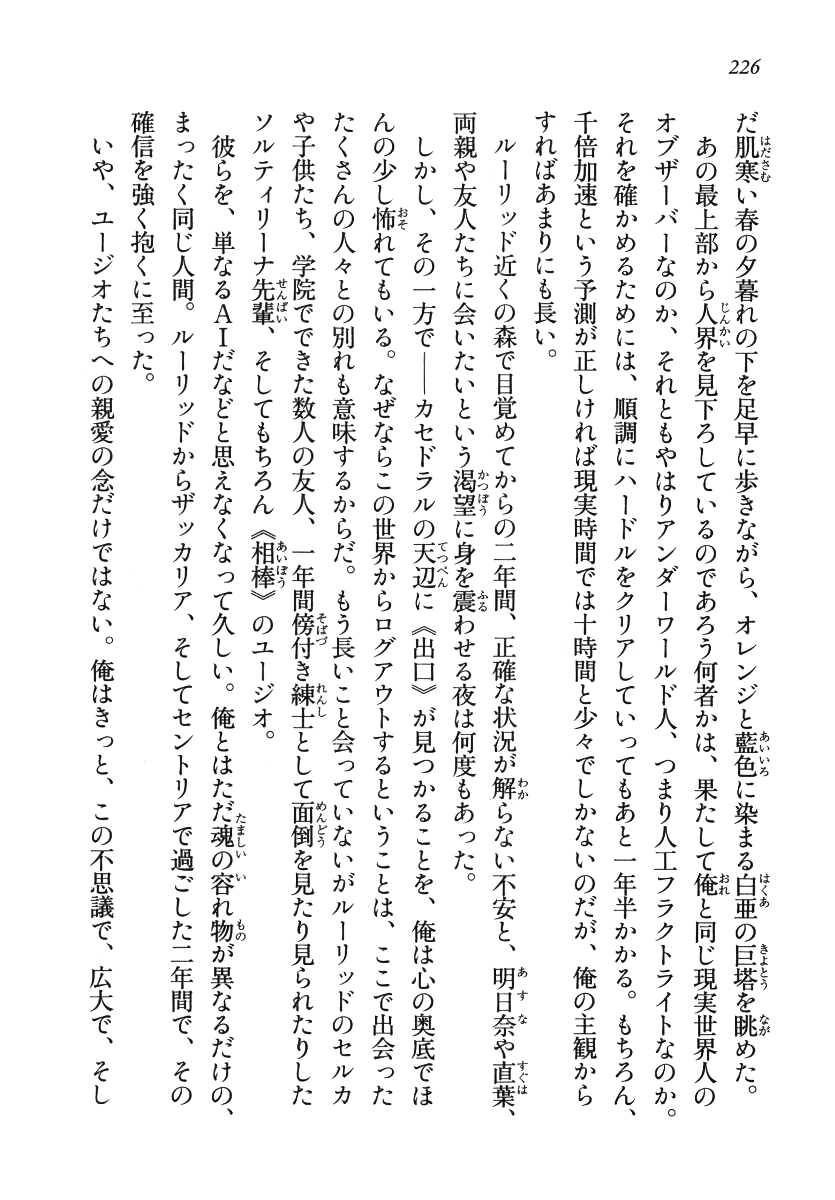 226
だ肌寒い春の夕暮れの下を足早に歩きながら、オレンジと藍色に染まる白亜の巨塔を眺めた。
あの最上部から人界を見下ろしているのであろう何者かは、果たして俺と同じ現実世界人の
オブザーバーなのか、それともやはりアンダーワールド人、つまり人工フラクトライトなのか。
それを確かめるためには、順調にハードルをクリアしていってもあと一年半かかる。もちろん、
千倍加速という予測が正しければ現実時間では十時間と少々でしかないのだが、俺の主観から
すればあまりにも長い。
ルーリッド近くの森で目覚めてからの二年間、正確な状況が解らない不安と、明日奈や直葉、
両親や友人たちに会いたいという渇望に身を震わせる夜は何度もあった。
しかし、その一方で――カセドラルの天辺に《出口》が見つかることを、俺は心の奥底でほ
んの少し怖れてもいる。なぜならこの世界からログアウトするということは、ここで出会った
たくさんの人々との別れも意味するからだ。もう長いこと会っていないがルーリッドのセルカ
や子供たち、学院でできた数人の友人、一年間傍付き練士として面倒を見たり見られたりした
ソルティリーナ先輩、そしてもちろん《相棒》のユージオ。
彼らを、単なるＡＩだなどと思えなくなって久しい。俺とはただ魂の容れ物が異なるだけの、
まったく同じ人間。ルーリッドからザッカリア、そしてセントリアで過ごした二年間で、その
確信を強く抱くに至った。
いや、ユージオたちへの親愛の念だけではない。俺はきっと、この不思議で、広大で、そし